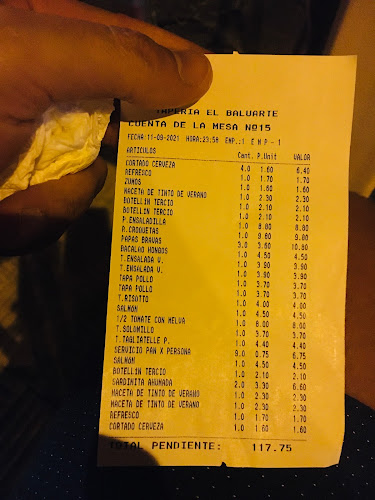 TAPERIA EL BALUARTE
CUENTA DE LA MESA Nº15
FECHA:11-09-2021 HORA:23:58 EMP.:1 E M P - 1
ARTICULOS Cant. P.Unit VALOR
CORTADO CERVEZA 4.0 1.60 6.40
REFRESCO 1.0 1.70 1.70
ZUMOS 1.0 1.60 1.60
MACETA DE TINTO DE VERANO 1.0 2.30 2.30
BOTELLIN TERCIO 1.0 2.10 2.10
BOTELLIN TERCIO 1.0 2.10 2.10
P.ENSALADILLA 1.0 8.80 8.80
R.CROQUETAS 1.0 9.80 9.80
PAPAS BRAVAS 3.0 3.60 10.80
BACALAO HONDOS 1.0 4.50 4.50
T.ENSALADA V. 1.0 3.90 3.90
T.ENSALADA V. 1.0 3.90 3.90
TAPA POLLO 1.0 3.70 3.70
TAPA POLLO 1.0 3.70 3.70
T.RISOTTO 1.0 4.00 4.00
SALMON 1.0 4.50 4.50
1/2 TOMATE CON MELVA 1.0 8.00 8.00
T.SOLOMILLO 1.0 3.70 3.70
T.TAGLIATELLE P. 1.0 4.40 4.40
SERVICIO PAN X PERSONA 9.0 0.75 6.75
SALMON 1.0 4.50 4.50
BOTELLIN TERCIO 1.0 2.10 2.10
SARDINITA AHUMADA 2.0 3.30 6.60
MACETA DE TINTO DE VERANO 1.0 2.30 2.30
MACETA DE TINTO DE VERANO 1.0 2.30 2.30
REFRESCO 1.0 1.70 1.70
CORTADO CERVEZA 1.0 1.60 1.60
TOTAL PENDIENTE: 117.75